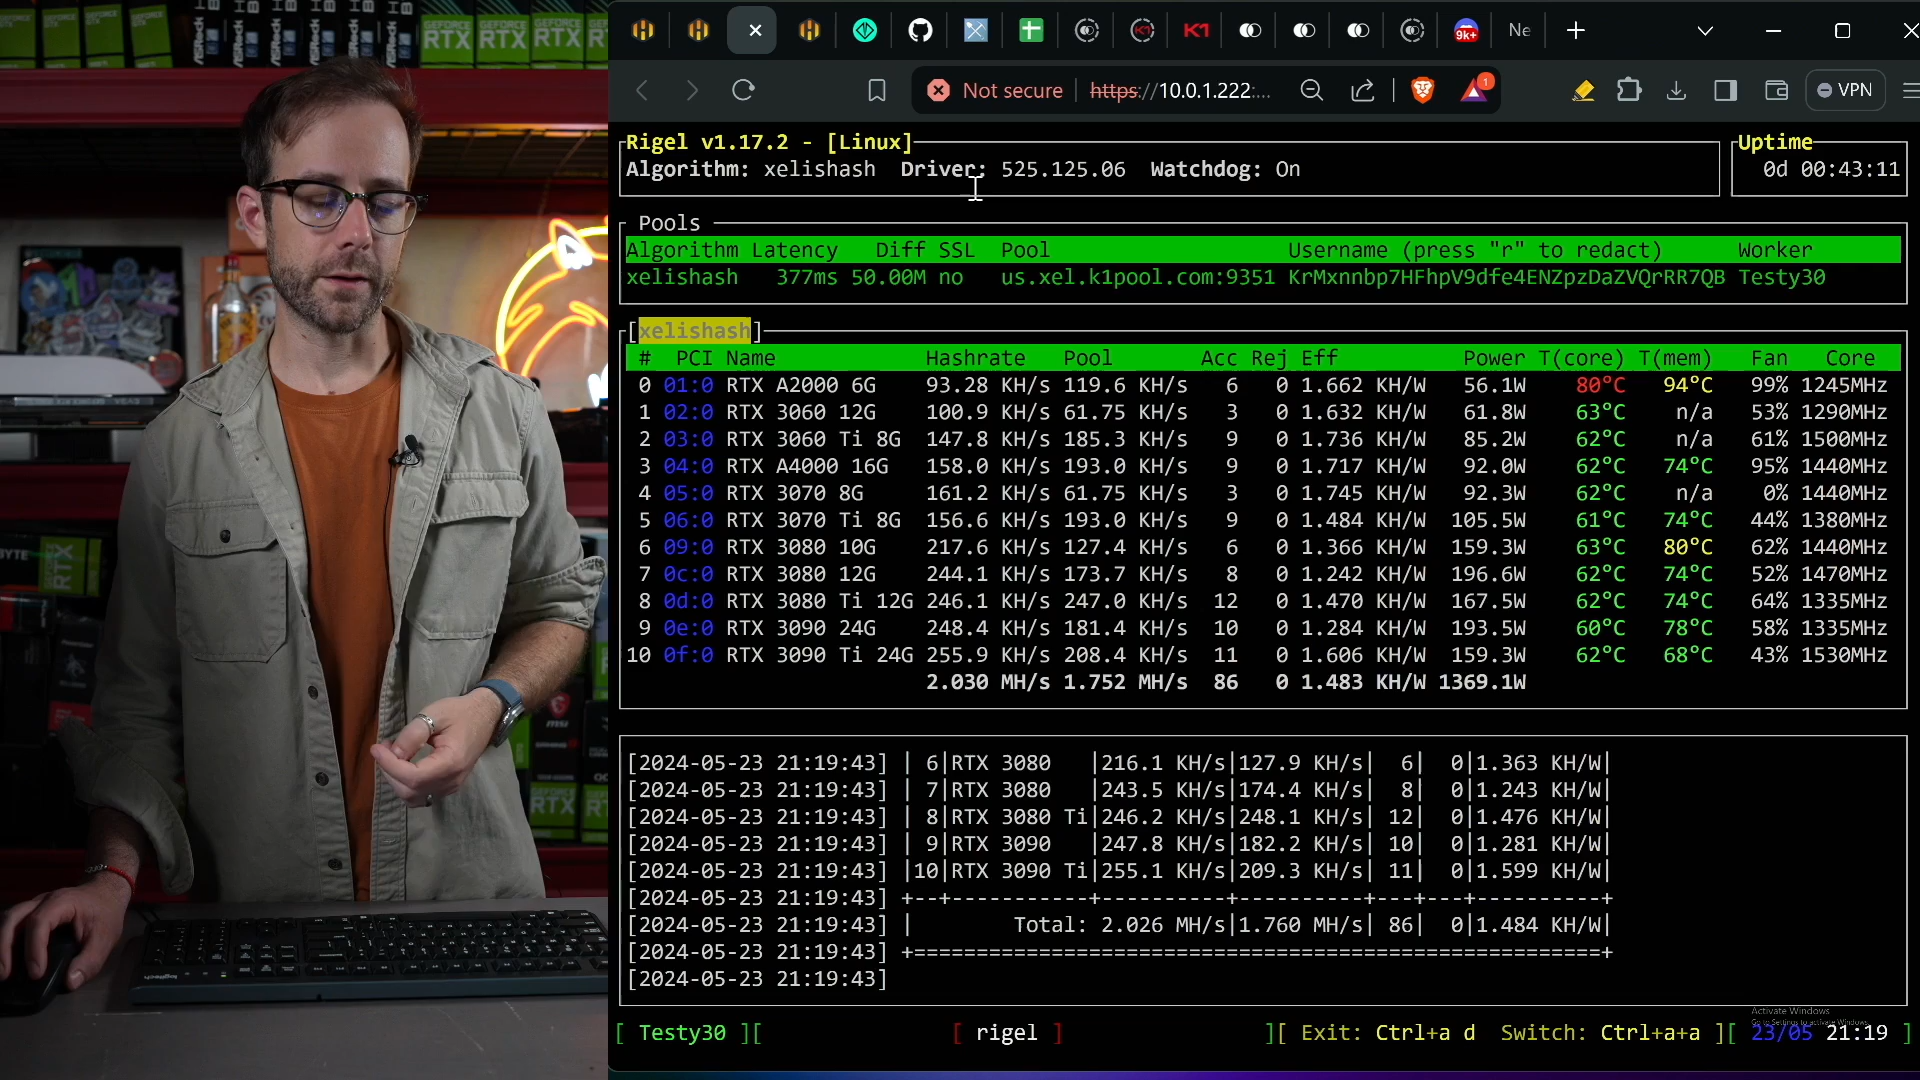 GEFORCE RTX
RTX RTX RTX RTX
ASRock
9k+
Ne
Not secure
https://10.0.1.222:...
1
VPN
Rigel v1.17.2 - [Linux]
Uptime
Algorithm: xelishash Driver: 525.125.06 Watchdog: On
0d 00:43:11
Pools
Algorithm Latency Diff SSL Pool Username (press "r" to redact) Worker
xelishash 377ms 50.00M no us.xel.k1pool.com:9351 KrMxnnbp7HFhpV9dfe4ENZpzDaZVQrRR7QB Testy30
[xelishash]
# PCI Name Hashrate Pool Acc Rej Eff Power T(core) T(mem) Fan Core
0 01:0 RTX A2000 6G 93.28 KH/s 119.6 KH/s 6 0 1.662 KH/W 56.1W 80°C 94°C 99% 1245MHz
1 02:0 RTX 3060 12G 100.9 KH/s 61.75 KH/s 3 0 1.632 KH/W 61.8W 63°C n/a 53% 1290MHz
2 03:0 RTX 3060 Ti 8G 147.8 KH/s 185.3 KH/s 9 0 1.736 KH/W 85.2W 62°C n/a 61% 1500MHz
3 04:0 RTX A4000 16G 158.0 KH/s 193.0 KH/s 9 0 1.717 KH/W 92.0W 62°C 74°C 95% 1440MHz
4 05:0 RTX 3070 8G 161.2 KH/s 61.75 KH/s 3 0 1.745 KH/W 92.3W 62°C n/a 0% 1440MHz
5 06:0 RTX 3070 Ti 8G 156.6 KH/s 193.0 KH/s 9 0 1.484 KH/W 105.5W 61°C 74°C 44% 1380MHz
6 09:0 RTX 3080 10G 217.6 KH/s 127.4 KH/s 6 0 1.366 KH/W 159.3W 63°C 80°C 62% 1440MHz
7 0c:0 RTX 3080 12G 244.1 KH/s 173.7 KH/s 8 0 1.242 KH/W 196.6W 62°C 74°C 52% 1470MHz
8 0d:0 RTX 3080 Ti 12G 246.1 KH/s 247.0 KH/s 12 0 1.470 KH/W 167.5W 62°C 74°C 64% 1335MHz
9 0e:0 RTX 3090 24G 248.4 KH/s 181.4 KH/s 10 0 1.284 KH/W 193.5W 60°C 78°C 58% 1335MHz
10 0f:0 RTX 3090 Ti 24G 255.9 KH/s 208.4 KH/s 11 0 1.606 KH/W 159.3W 62°C 68°C 43% 1530MHz
2.030 MH/s 1.752 MH/s 86 0 1.483 KH/W 1369.1W
[2024-05-23 21:19:43] | 6|RTX 3080 |216.1 KH/s|127.9 KH/s| 6| 0|1.363 KH/W|
[2024-05-23 21:19:43] | 7|RTX 3080 |243.5 KH/s|174.4 KH/s| 8| 0|1.243 KH/W|
[2024-05-23 21:19:43] | 8|RTX 3080 Ti|246.2 KH/s|248.1 KH/s| 12| 0|1.476 KH/W|
[2024-05-23 21:19:43] | 9|RTX 3090 |247.8 KH/s|182.2 KH/s| 10| 0|1.281 KH/W|
[2024-05-23 21:19:43] |10|RTX 3090 Ti|255.1 KH/s|209.3 KH/s| 11| 0|1.599 KH/W|
[2024-05-23 21:19:43] +--+-----------+----------+----------+---+---+----------+
[2024-05-23 21:19:43] | Total: 2.026 MH/s|1.760 MH/s| 86| 0|1.484 KH/W|
[2024-05-23 21:19:43] +=======================================================+
[2024-05-23 21:19:43]
Activate Windows
Go to Settings to activate Windows.
[ Testy30 ][ [ rigel ] ][ Exit: Ctrl+a d Switch: Ctrl+a+a ][ 23/05 21:19 ]
logitech